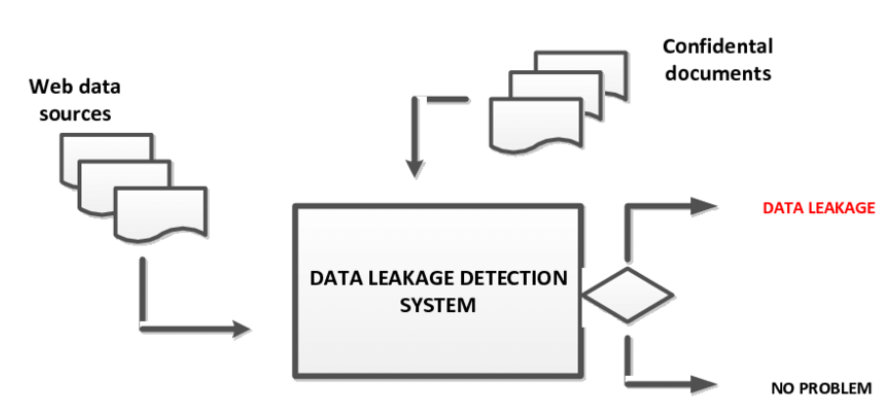 Confidental
documents
Web data
sources
DATA LEAKAGE
DATA LEAKAGE DETECTION
SYSTEM
NO PROBLEM